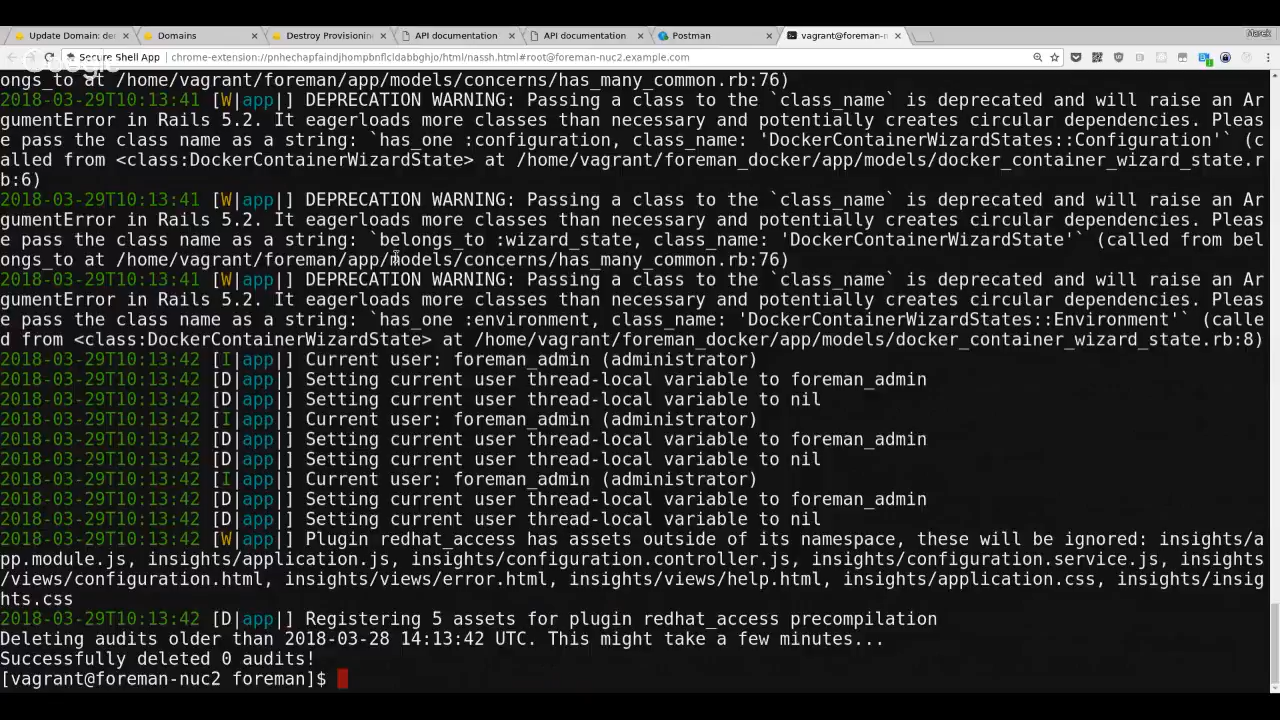 Marek
Update Domain: de
Domains
Destroy Provisionin
API documentation
API documentation
Postman
vagrant@foreman-n
Secure Shell App
chrome-extension://pnhechapfaindjhompbnflcldabbghjo/html/nassh.html#root@foreman-nuc2.example.com
Google
ongs_to at /home/vagrant/foreman/app/models/concerns/has_many_common.rb:76)
2018-03-29T10:13:41 [W|app|] DEPRECATION WARNING: Passing a class to the `class_name` is deprecated and will raise an Ar
gumentError in Rails 5.2. It eagerloads more classes than necessary and potentially creates circular dependencies. Pleas
e pass the class name as a string: `has_one :configuration, class_name: 'DockerContainerWizardStates::Configuration'` (c
alled from <class:DockerContainerWizardState> at /home/vagrant/foreman_docker/app/models/docker_container_wizard_state.r
b:6)
2018-03-29T10:13:41 [W|app|] DEPRECATION WARNING: Passing a class to the `class_name` is deprecated and will raise an Ar
gumentError in Rails 5.2. It eagerloads more classes than necessary and potentially creates circular dependencies. Pleas
e pass the class name as a string: `belongs_to :wizard_state, class_name: 'DockerContainerWizardState'` (called from bel
ongs_to at /home/vagrant/foreman/app/models/concerns/has_many_common.rb:76)
2018-03-29T10:13:41 [W|app|] DEPRECATION WARNING: Passing a class to the `class_name` is deprecated and will raise an Ar
gumentError in Rails 5.2. It eagerloads more classes than necessary and potentially creates circular dependencies. Pleas
e pass the class name as a string: `has_one :environment, class_name: 'DockerContainerWizardStates::Environment'` (calle
d from <class:DockerContainerWizardState> at /home/vagrant/foreman_docker/app/models/docker_container_wizard_state.rb:8)
2018-03-29T10:13:42 [I|app|] Current user: foreman_admin (administrator)
2018-03-29T10:13:42 [D|app|] Setting current user thread-local variable to foreman_admin
2018-03-29T10:13:42 [D|app|] Setting current user thread-local variable to nil
2018-03-29T10:13:42 [I|app|] Current user: foreman_admin (administrator)
2018-03-29T10:13:42 [D|app|] Setting current user thread-local variable to foreman_admin
2018-03-29T10:13:42 [D|app|] Setting current user thread-local variable to nil
2018-03-29T10:13:42 [I|app|] Current user: foreman_admin (administrator)
2018-03-29T10:13:42 [D|app|] Setting current user thread-local variable to foreman_admin
2018-03-29T10:13:42 [D|app|] Setting current user thread-local variable to nil
2018-03-29T10:13:42 [W|app|] Plugin redhat_access has assets outside of its namespace, these will be ignored: insights/a
pp.module.js, insights/application.js, insights/configuration.controller.js, insights/configuration.service.js, insights
/views/configuration.html, insights/views/error.html, insights/views/help.html, insights/application.css, insights/insig
hts.css
2018-03-29T10:13:42 [D|app|] Registering 5 assets for plugin redhat_access precompilation
Deleting audits older than 2018-03-28 14:13:42 UTC. This might take a few minutes...
Successfully deleted 0 audits!
[vagrant@foreman-nuc2 foreman]$